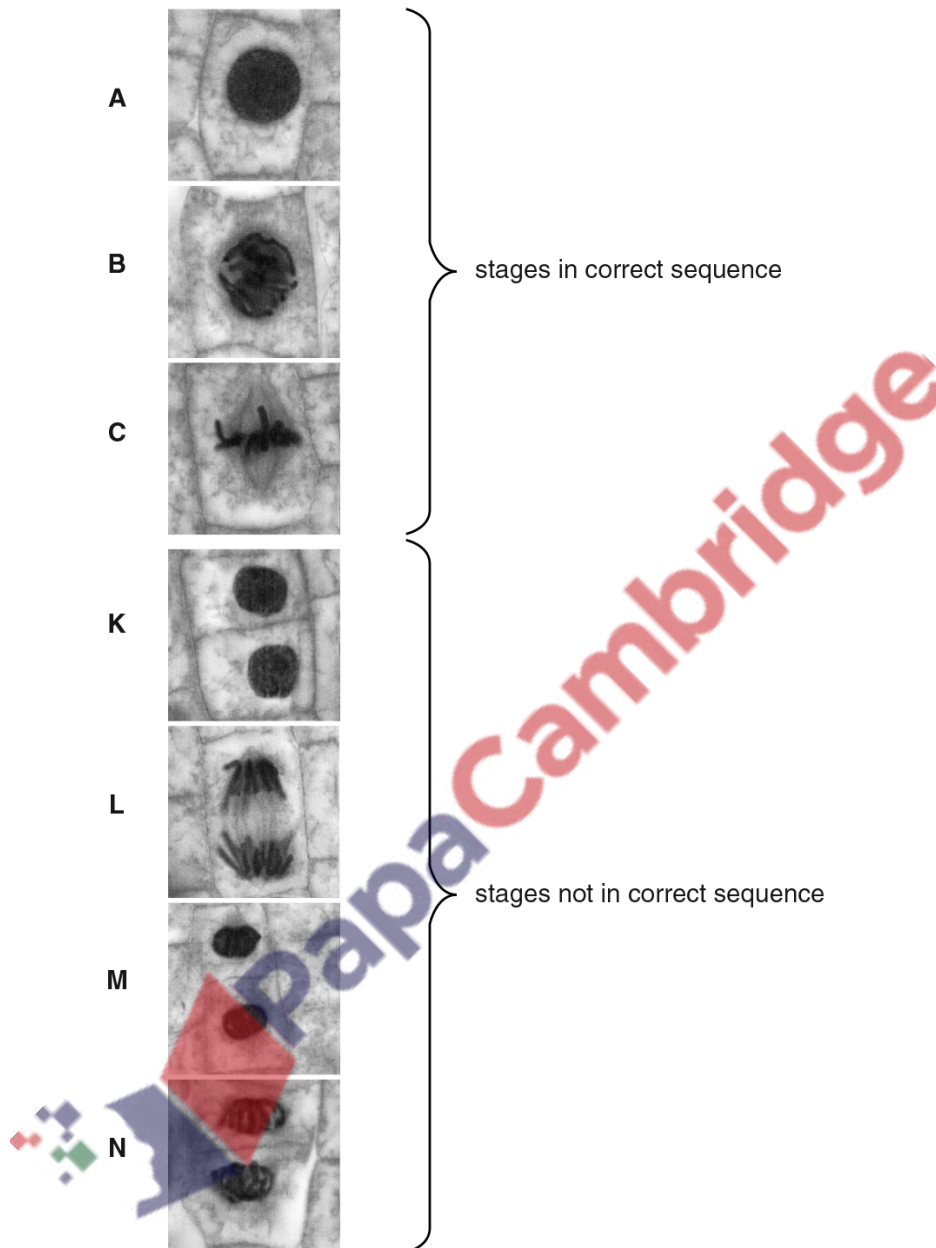 A
B
stages in correct sequence
C
K
L
stages not in correct sequence
M
N
PapaCambridge